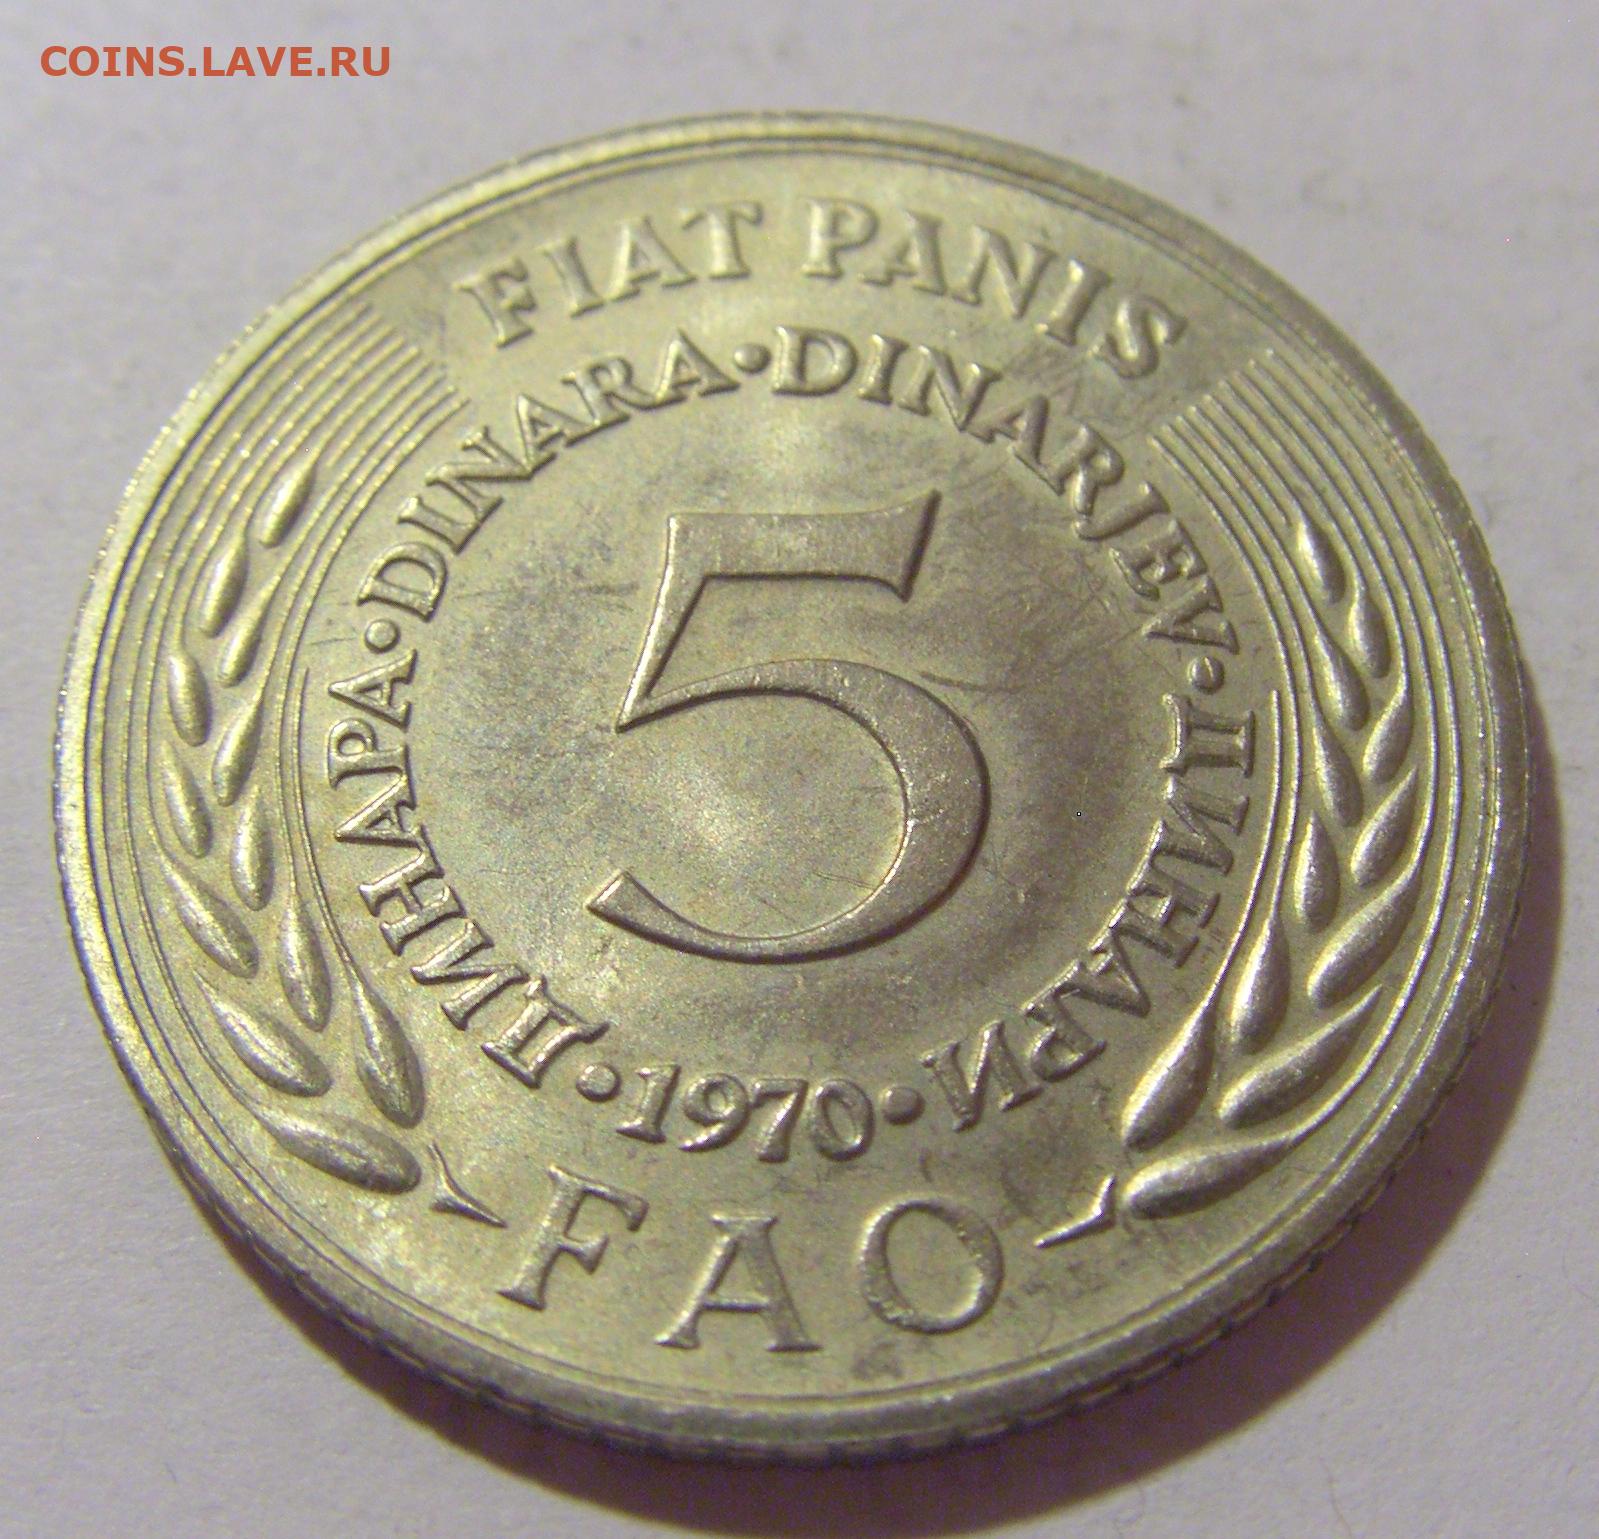 COINS.LAVE.RU
FIAT PANIS
ДИНАРА·DINARA·DINARJEV·ДИНАРИ
5
·1970·
FAO